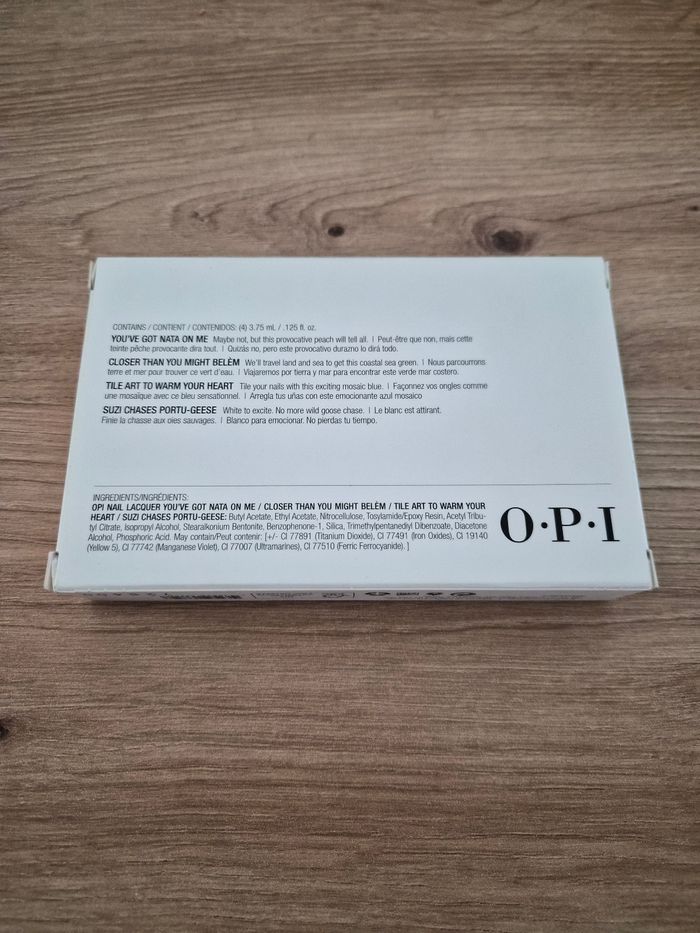 CONTAINS / CONTIENT / CONTENIDOS: (4) 3.75 mL / .125 fl. oz.
YOU'VE GOT NATA ON ME Maybe not, but this provocative peach will tell all. | Peut-être que non, mais cette
teinte pêche provocante dira tout. | Quizás no, pero este provocativo durazno lo dirá todo.
CLOSER THAN YOU MIGHT BELÈM We'll travel land and sea to get this coastal sea green. | Nous parcourrons
terre et mer pour trouver ce vert d'eau. | Viajaremos por tierra y mar para encontrar este verde mar costero.
TILE ART TO WARM YOUR HEART Tile your nails with this exciting mosaic blue. | Façonnez vos ongles comme
une mosaïque avec ce bleu sensationnel. | Arregla tus uñas con este emocionante azul mosaico
SUZI CHASES PORTU-GEESE White to excite. No more wild goose chase. | Le blanc est attirant.
Finie la chasse aux oies sauvages. | Blanco para emocionar. No pierdas tu tiempo.
INGREDIENTS/INGRÉDIENTS:
OPI NAIL LACQUER YOU'VE GOT NATA ON ME / CLOSER THAN YOU MIGHT BELÉM / TILE ART TO WARM YOUR
HEART / SUZI CHASES PORTU-GEESE: Butyl Acetate, Ethyl Acetate, Nitrocellulose, Tosylamide/Epoxy Resin, Acetyl Tribu-
tyl Citrate, Isopropyl Alcohol, Stearalkonium Bentonite, Benzophenone-1, Silica, Trimethylpentanediyl Dibenzoate, Diacetone
Alcohol, Phosphoric Acid. May contain/Peut contenir: [+/- CI 77891 (Titanium Dioxide), CI 77491 (Iron Oxides), CI 19140
(Yellow 5), CI 77742 (Manganese Violet), CI 77007 (Ultramarines), CI 77510 (Ferric Ferrocyanide). ]
O·P·I